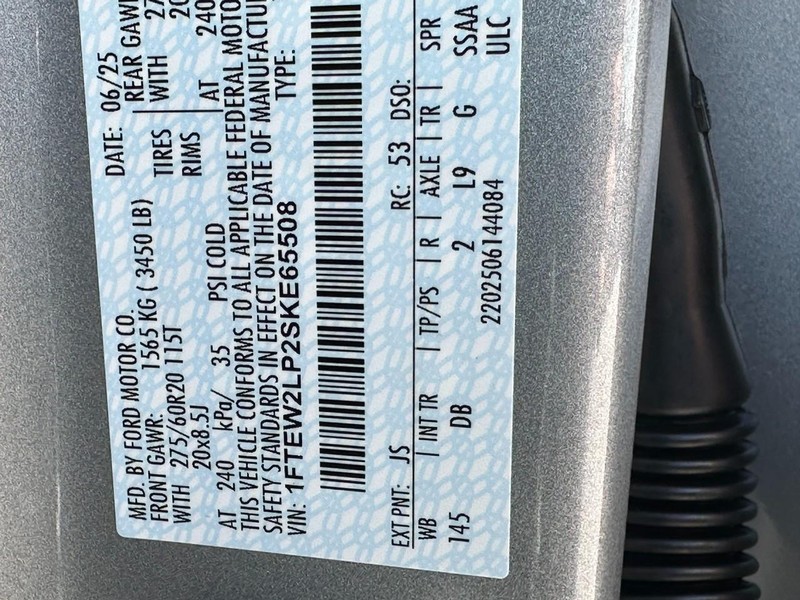 MFD. BY FORD MOTOR CO.
DATE: 06/25
FRONT GAWR: 1565 KG ( 3450 LB)
REAR GAWR
WITH 275/60R20 115T TIRES WITH
20x8.5J RIMS
AT 240 kPa/ 35 PSI COLD AT 240
THIS VEHICLE CONFORMS TO ALL APPLICABLE FEDERAL MOTO
SAFETY STANDARDS IN EFFECT ON THE DATE OF MANUFACTU
VIN: 1FTEW2LP2SKE65508 TYPE:
EXT PNT: JS RC: 53 DSO:
WB | INT TR | TP/PS | R | AXLE | TR | SPR
145 DB 2 L9 G SSAA
2202506144084 ULC